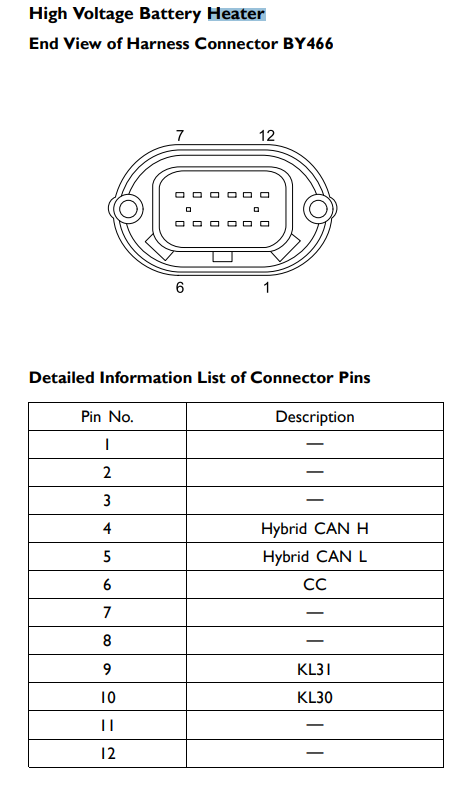 High Voltage Battery Heater
End View of Harness Connector BY466
7 12
6 1
Detailed Information List of Connector Pins
Pin No. Description
1 —
2 —
3 —
4 Hybrid CAN H
5 Hybrid CAN L
6 CC
7 —
8 —
9 KL31
10 KL30
11 —
12 —